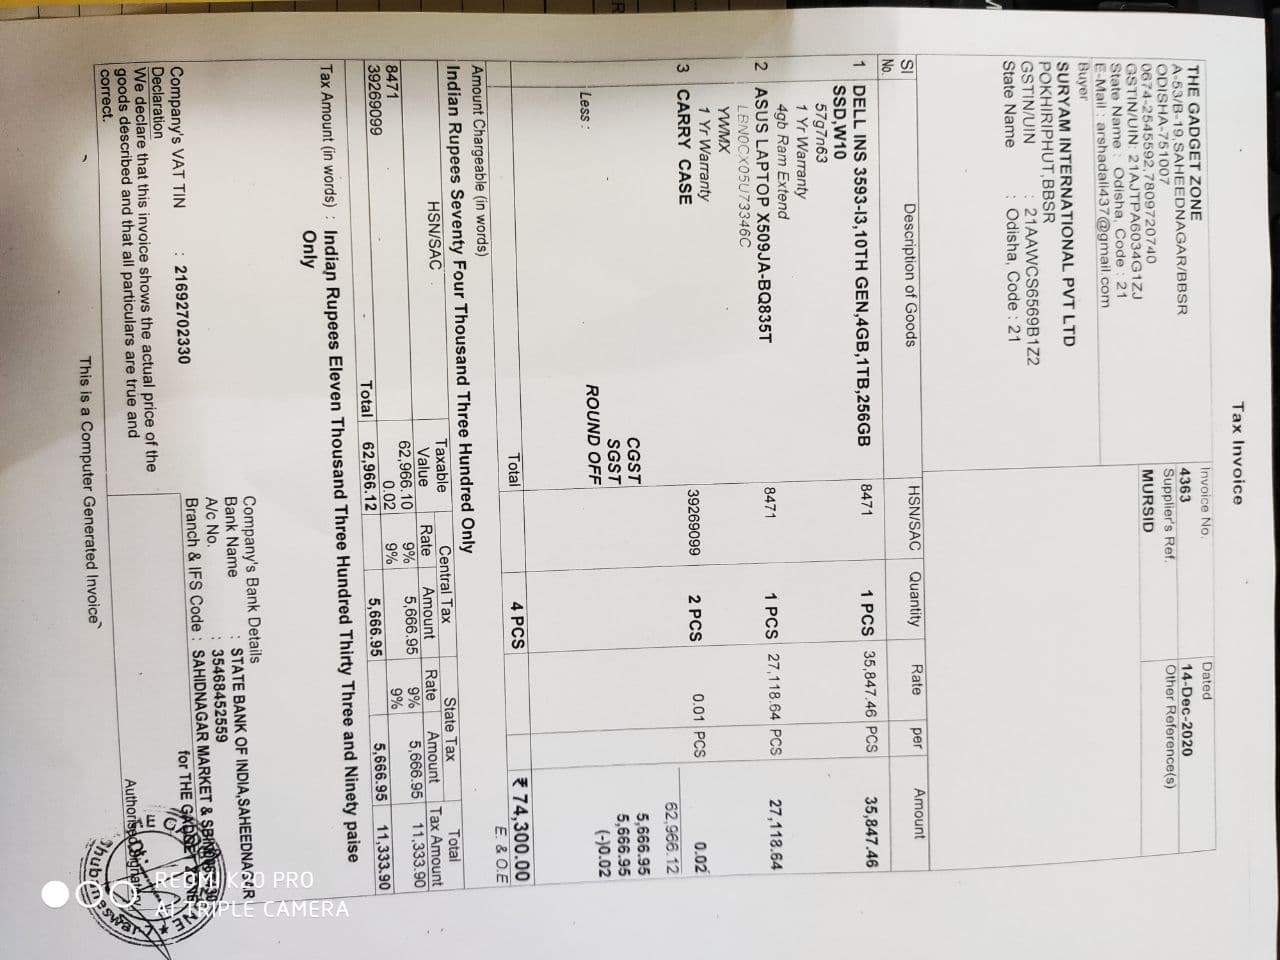 Tax Invoice
THE GADGET ZONE
A-53/B-19,SAHEEDNAGAR/BBSR
ODISHA-751007
0674-2545592,7809720740
GSTIN/UIN: 21AJTPA6034G1ZJ
State Name : Odisha, Code : 21
E-Mail : arshadali437@gmail.com
Invoice No.
4363
Dated
14-Dec-2020
Supplier's Ref.
MURSID
Other Reference(s)
Buyer
SURYAM INTERNATIONAL PVT LTD
POKHIRIPHUT,BBSR
GSTIN/UIN : 21AAWCS6569B1Z2
State Name : Odisha, Code : 21
Sl No. Description of Goods HSN/SAC Quantity Rate per Amount
1 DELL INS 3593-I3,10TH GEN,4GB,1TB,256GB 8471 1 PCS 35,847.46 PCS 35,847.46
SSD,W10
57g7n63
1 Yr Warranty
4gb Ram Extend
2 ASUS LAPTOP X509JA-BQ835T 8471 1 PCS 27,118.64 PCS 27,118.64
LBN0CX05U73346C
YWMX
1 Yr Warranty
3 CARRY CASE 39269099 2 PCS 0.01 PCS 0.02
62,966.12
CGST 5,666.95
SGST 5,666.95
Less : ROUND OFF (-)0.02
Total 4 PCS ₹ 74,300.00
E. & O.E
Amount Chargeable (in words)
Indian Rupees Seventy Four Thousand Three Hundred Only
HSN/SAC Taxable Value Central Tax State Tax Total Tax Amount
Rate Amount Rate Amount
8471 62,966.10 9% 5,666.95 9% 5,666.95 11,333.90
39269099 0.02 9% 9%
Total 62,966.12 5,666.95 5,666.95 11,333.90
Tax Amount (in words) : Indian Rupees Eleven Thousand Three Hundred Thirty Three and Ninety paise
Only
Company's Bank Details
Bank Name : STATE BANK OF INDIA,SAHEEDNAGAR
A/c No. : 35468452559
Branch & IFS Code : SAHIDNAGAR MARKET &
for THE GADGET
Company's VAT TIN : 21692702330
Declaration
We declare that this invoice shows the actual price of the
goods described and that all particulars are true and
correct.
Authorised Signatory
This is a Computer Generated Invoice
REDMI K20 PRO
AI TRIPLE CAMERA